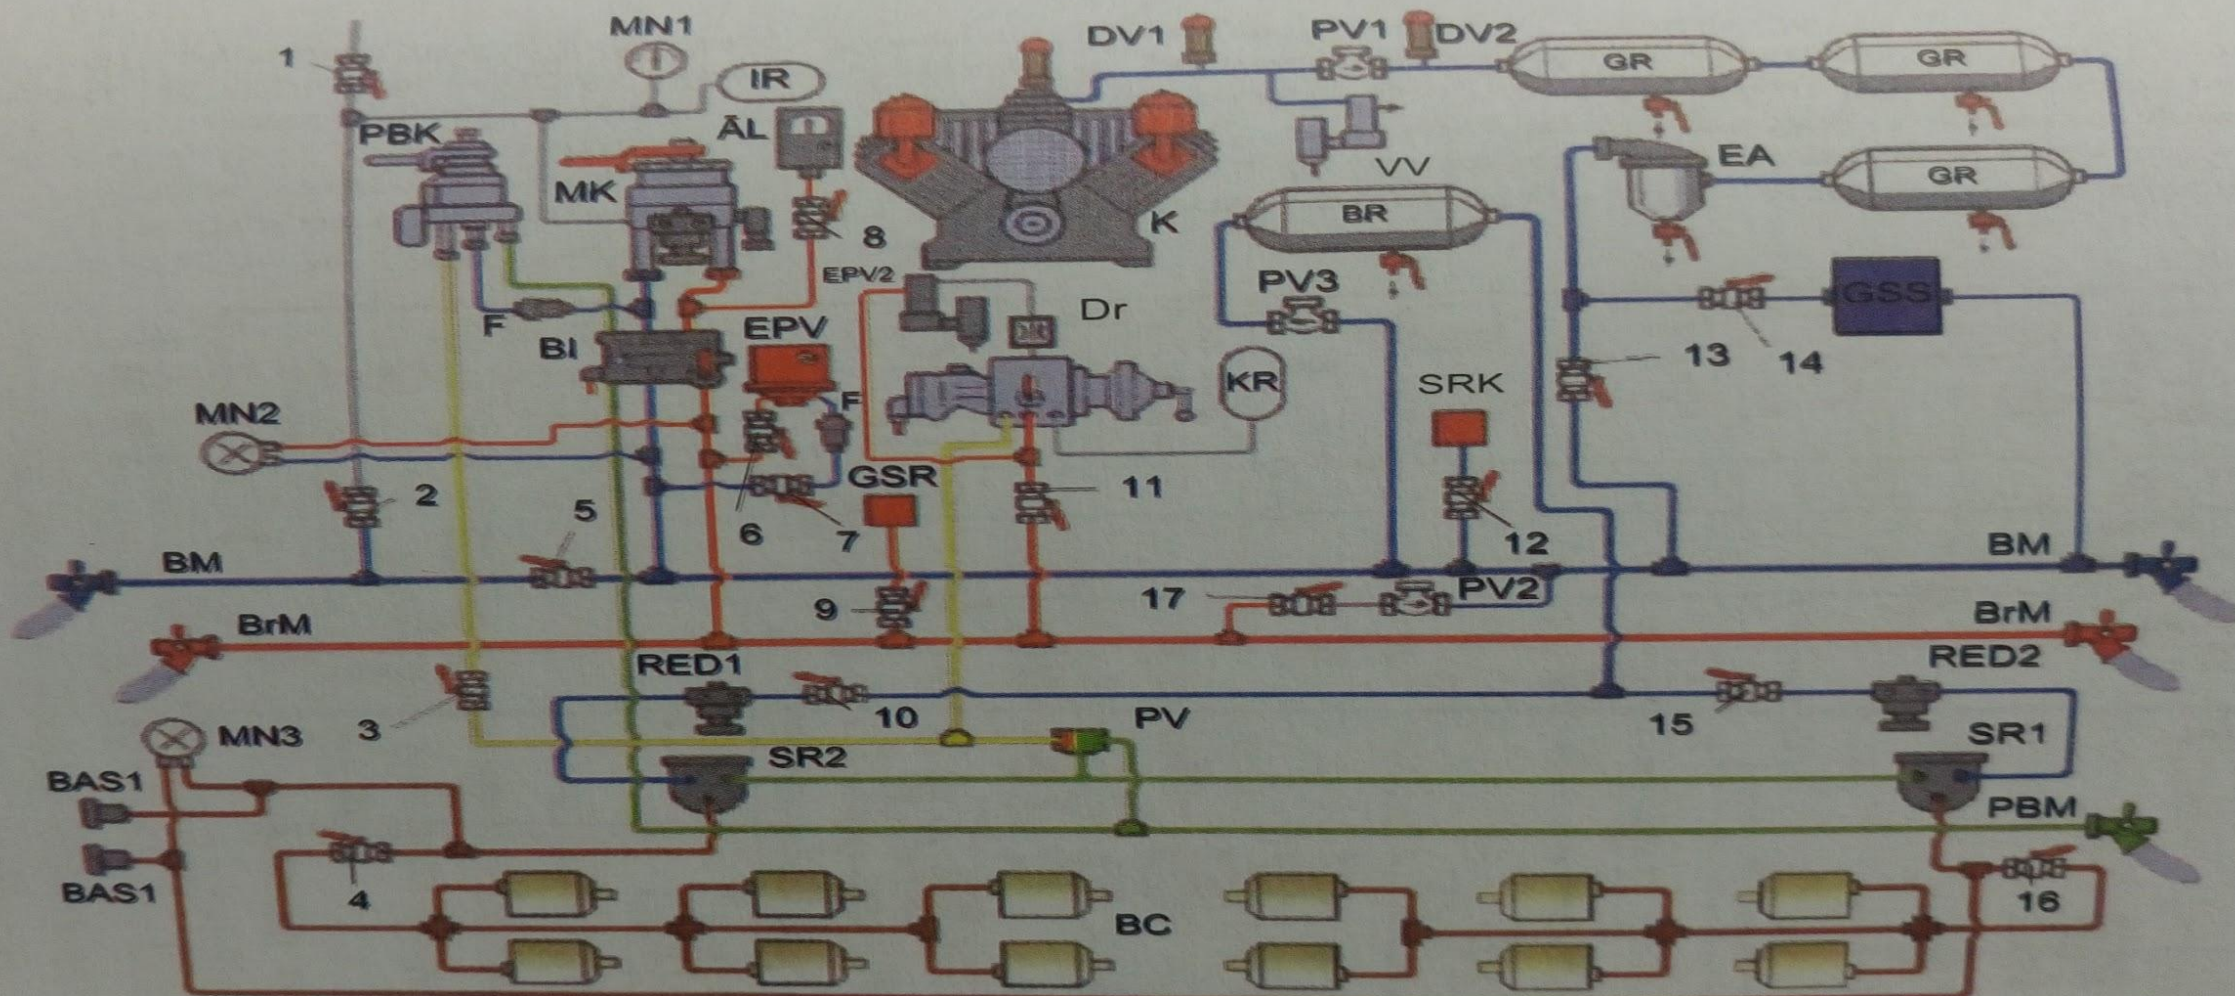 MN1
DV1
PV1
DV2
1
IR
GR
GR
PBK
ĀL
EA
VV
MK
GR
8
K
BR
EPV2
PV3
GSS
Dr
F
EPV
BI
13
14
KR
SRK
F
MN2
GSR
11
2
5
6
7
12
BM
BM
PV2
17
9
BrM
BrM
RED1
RED2
10
PV
15
3
MN3
SR1
SR2
BAS1
PBM
BAS1
4
16
BC